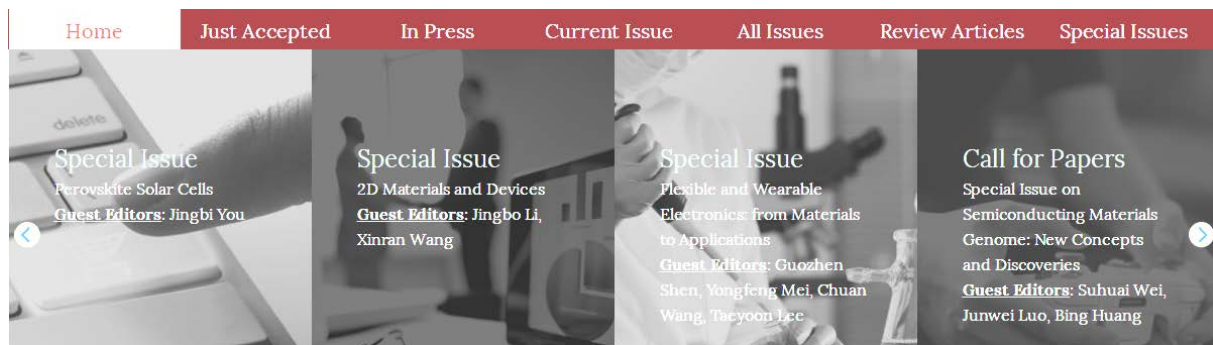 Home
Just Accepted
In Press
Current Issue
All Issues
Review Articles
Special Issues
delete
Special Issue
Perovskite Solar Cells
Guest Editors: Jingbi You
Special Issue
2D Materials and Devices
Guest Editors: Jingbo Li,
Xinran Wang
Special Issue
Flexible and Wearable
Electronics: from Materials
to Applications
Guest Editors: Guozhen
Shen, Yongfeng Mei, Chuan
Wang, Taeyoon Lee
Call for Papers
Special Issue on
Semiconducting Materials
Genome: New Concepts
and Discoveries
Guest Editors: Suhuai Wei,
Junwei Luo, Bing Huang